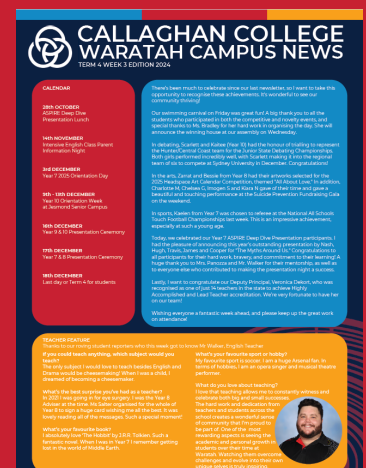 CALLAGHAN COLLEGE
WARATAH CAMPUS NEWS
TERM 4 WEEK 3 EDITION 2024
CALENDAR
28th OCTOBER
ASPIRE Deep Dive
Presentation Lunch
14th NOVEMBER
Intensive English Class Parent
Information Night
3rd DECEMBER
Year 7 2025 Orientation Day
9th - 13th DECEMBER
Year 10 Orientation Week
at Jesmond Senior Campus
16th DECEMBER
Year 9 & 10 Presentation Ceremony
17th DECEMBER
Year 7 & 8 Presentation Ceremony
18th DECEMBER
Last day or Term 4 for students
There's been much to celebrate since our last newsletter, so I want to take this
opportunity to recognise these achievements. It's wonderful to see our
community thriving!
Our swimming carnival on Friday was great fun! A big thank you to all the
students who participated in both the competitive and novelty events, and
special thanks to Ms. Bradley for her hard work in organising the day. She will
announce the winning house at our assembly on Wednesday.
In debating, Scarlett and Kailee (Year 10) had the honour of trialling to represent
the Hunter/Central Coast team for the Junior State Debating Championships.
Both girls performed incredibly well, with Scarlett making it into the regional
team of six to compete at Sydney University in December. Congratulations!
In the arts, Zanat and Bessie from Year 8 had their artworks selected for the
2025 Headspace Art Calendar Competition, themed "All About Love." In addition,
Charlotte M, Chelsea G, Imogen S and Kiara N gave of their time and gave a
beautiful and touching performance at the Suicide Prevention Fundraising Gala
on the weekend.
In sports, Keelen from Year 7 was chosen to referee at the National All Schools
Touch Football Championships last week. This is an impressive achievement,
especially at such a young age.
Today, we celebrated our Year 7 ASPIRE Deep Dive Presentation participants. I
had the pleasure of announcing this year's outstanding presentation by Nash,
Hugh, Travis, James and Cooper for "The Myths Around Us." Congratulations to
all participants for their hard work, bravery, and commitment to their learning! A
huge thank you to Mrs. Panozza and Mr. Walker for their mentorship, as well as
to everyone else who contributed to making the presentation night a success.
Lastly, I want to congratulate our Deputy Principal, Veronica Dekort, who was
recognised as one of just 14 teachers in the state to achieve Highly
Accomplished and Lead Teacher accreditation. We're very fortunate to have her
on our team!
Wishing everyone a fantastic week ahead, and please keep up the great work
on attendance!
TEACHER FEATURE
Thanks to our roaring student reporters who this week got to know Mr Walker, English Teacher
If you could teach anything, which subject would you
teach?
The only subject I would love to teach besides English and
Drama would be cheesemaking! When I was a child, I
dreamed of becoming a cheesemaker.
What's the best surprise you've had as a teacher?
In 2021 I was going in for eye surgery. I was the Year 8
Adviser at the time. Ms Salter organised for the whole of
Year 8 to sign a huge card wishing me all the best. It was
lovely reading all of the messages. Such a special moment!
What's your favourite book?
I absolutely love 'The Hobbit' by J.R.R. Tolkien. Such a
fantastic novel. When I was in Year 7 I remember getting
lost in the world of Middle Earth.
What's your favourite sport or hobby?
My favourite sport is soccer. I am a huge Arsenal fan. In
terms of hobbies, I am an opera singer and musical theatre
performer.
What do you love about teaching?
I love that teaching allows me to constantly witness and
celebrate both big and small successes.
The hard work and dedication from
teachers and students across the
school creates a wonderful sense
of community that I'm proud to
be part of. One of the most
rewarding aspects is seeing the
academic and personal growth in
students over their time at
Waratah. Watching them overcome
challenges and evolve into their own
unique selves is truly inspiring.